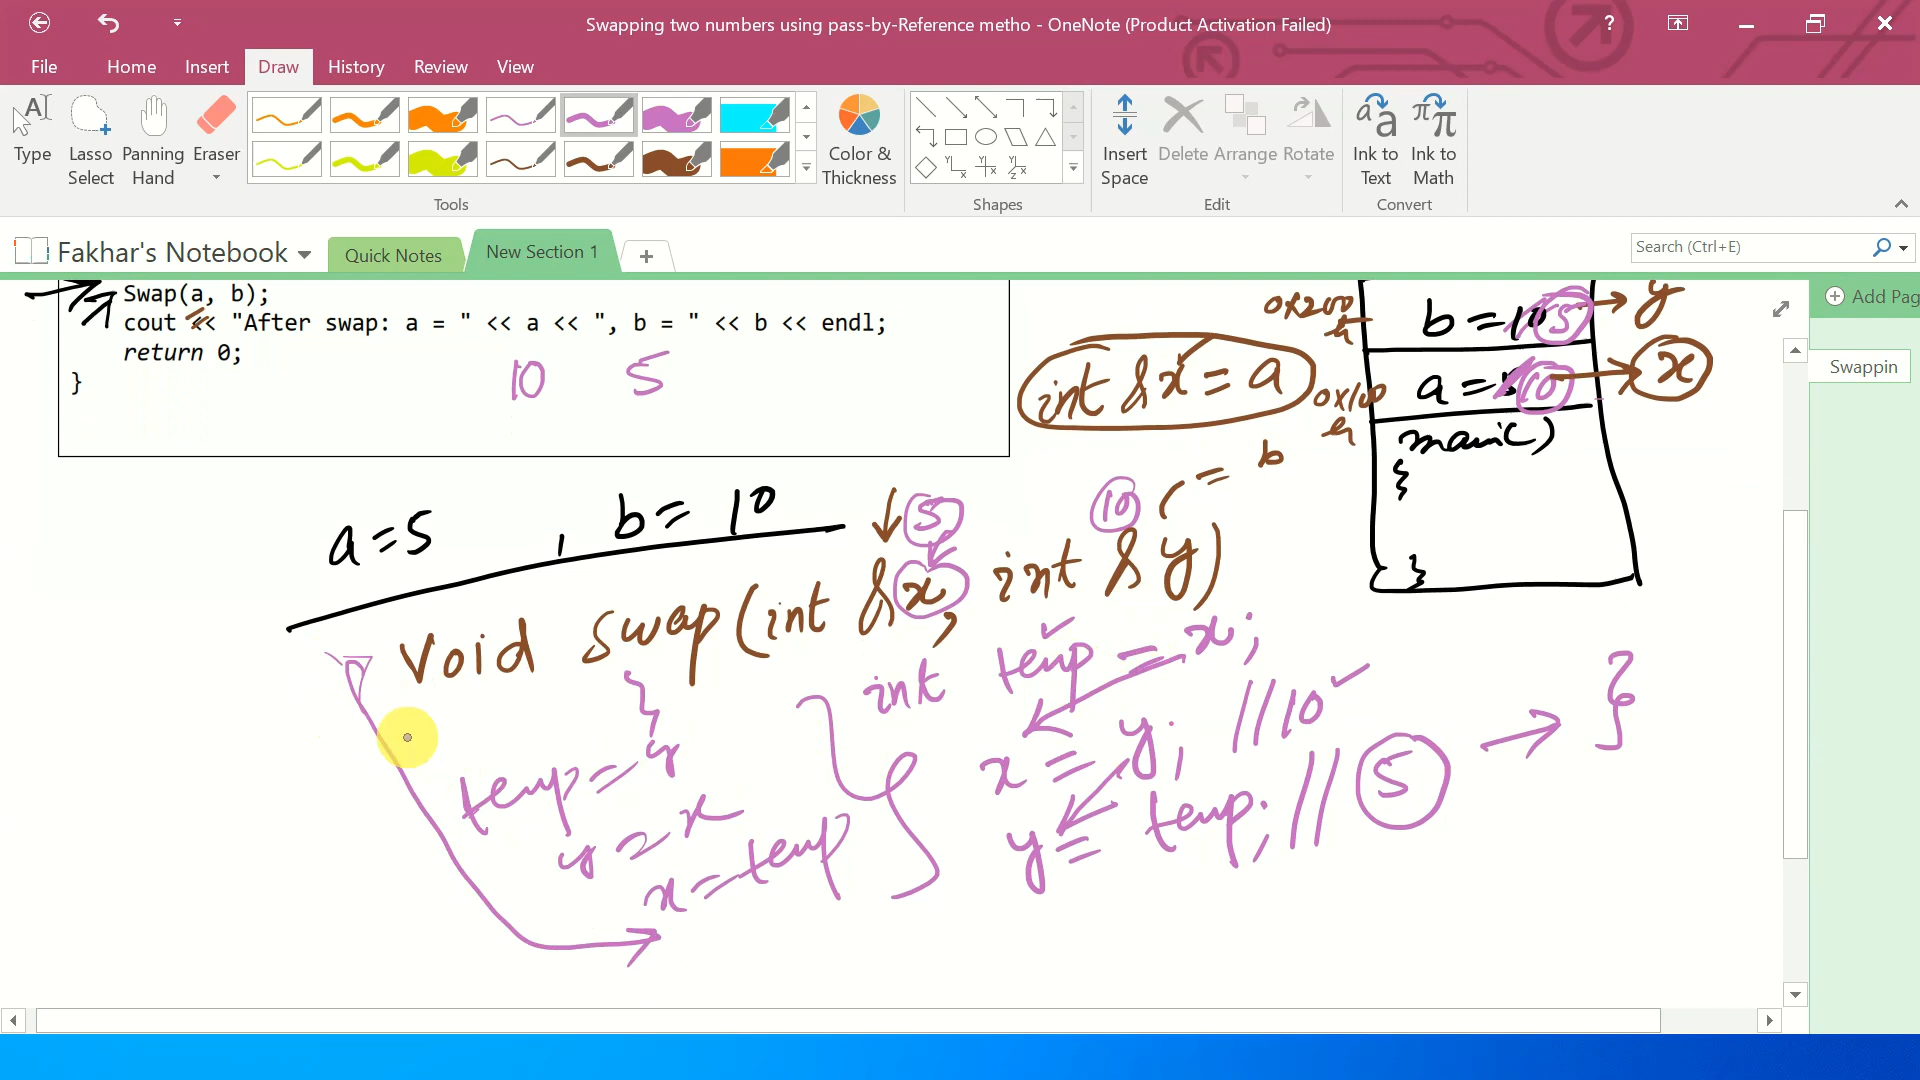 Swapping two numbers using pass-by-Reference metho - OneNote (Product Activation Failed)
?
File Home Insert Draw History Review View
Type
Lasso Select
Panning Hand
Eraser
Color & Thickness
Insert Space
Delete
Arrange
Rotate
Ink to Text
Ink to Math
Tools
Shapes
Edit
Convert
Fakhar's Notebook
Quick Notes
New Section 1
+
Search (Ctrl+E)
Add Pag
Swappin
Swap(a, b);
cout << "After swap: a = " << a << ", b = " << b << endl;
return 0;
}
10 5
int &x = a
0x200
h
b = 10 5
y
0x100
h
a = 10
x
main()
{
}
= b
a=5 , b = 10
5
10
void swap(int &x, int &y)
{
int temp = x;
x = y; //10
y = temp; // 5
}
temp = y
y = x
x = temp